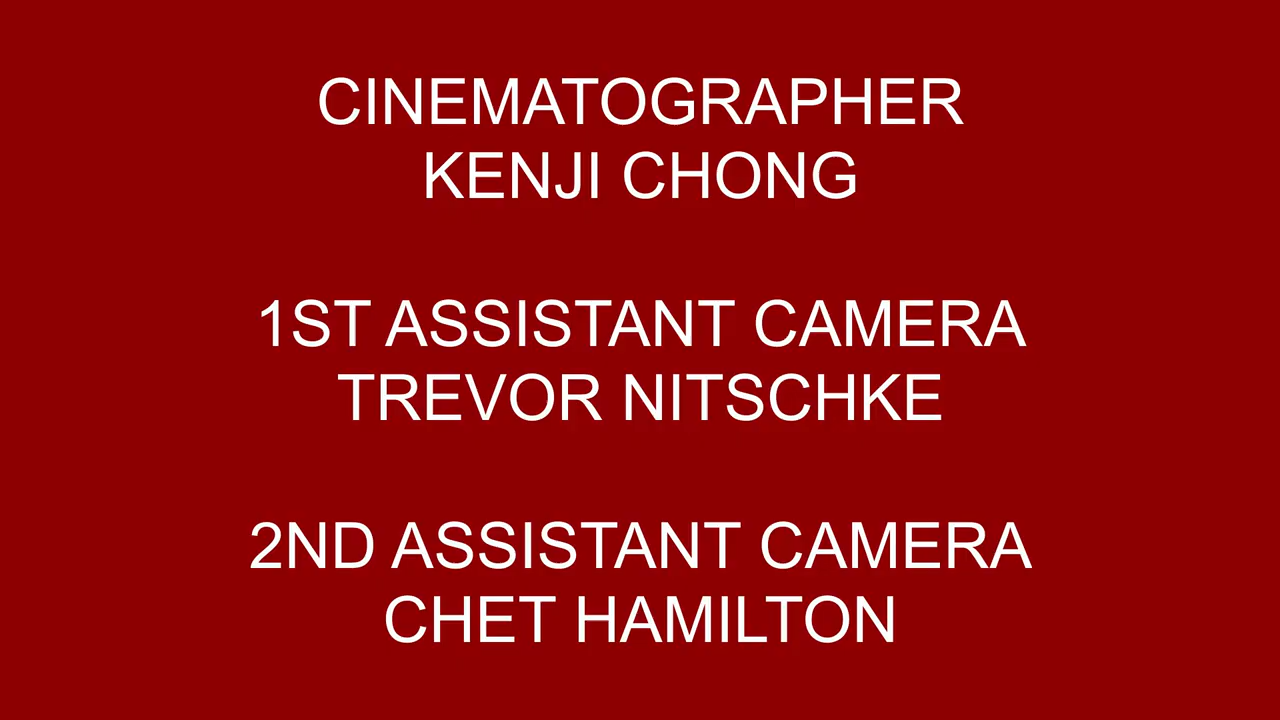 CINEMATOGRAPHER
KENJI CHONG
1ST ASSISTANT CAMERA
TREVOR NITSCHKE
2ND ASSISTANT CAMERA
CHET HAMILTON